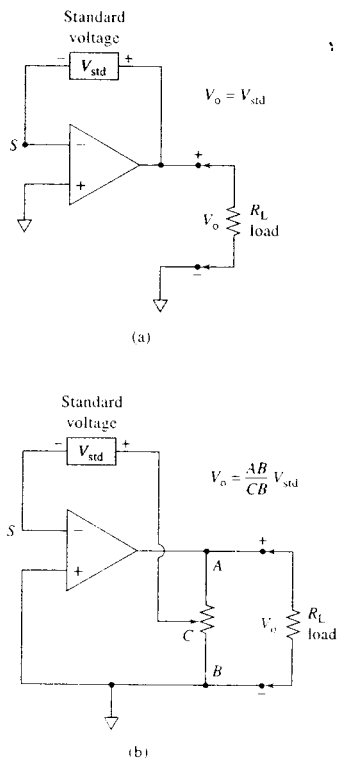 Standard
voltage
− V_std +
V_o = V_std
S
−
+
+
V_o
R_L
load
−
(a)
Standard
voltage
− V_std +
V_o = AB/CB V_std
S
−
+
A
+
C
V_o
R_L
load
B
−
(b)